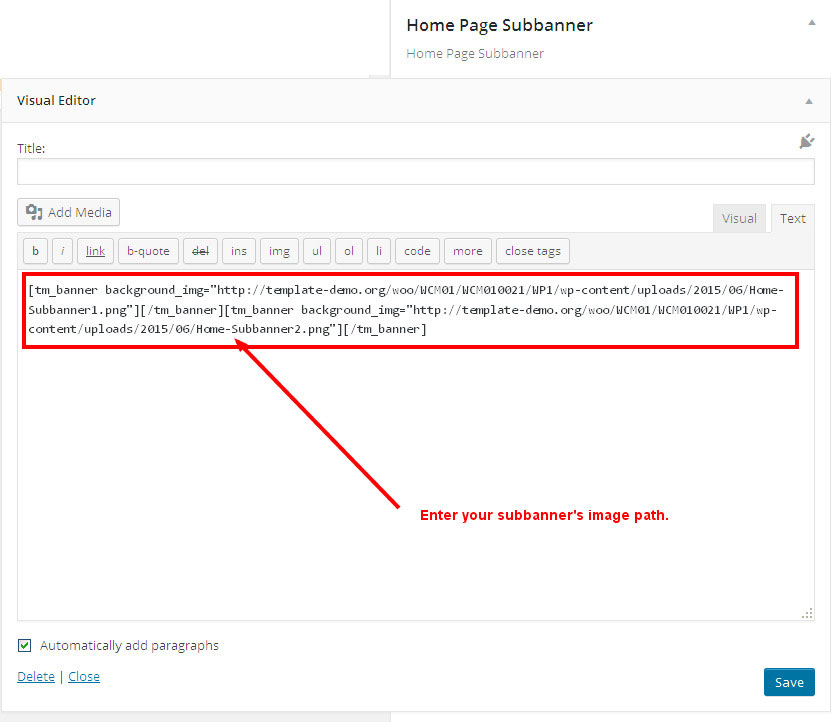 Home Page Subbanner
Home Page Subbanner
Visual Editor
Title:
Add Media
Visual Text
b i link b-quote del ins img ul ol li code more close tags
[tm_banner background_img="http://template-demo.org/woo/WCM01/WCM010021/WP1/wp-content/uploads/2015/06/Home-
Subbanner1.png"][/tm_banner][tm_banner background_img="http://template-demo.org/woo/WCM01/WCM010021/WP1/wp-
content/uploads/2015/06/Home-Subbanner2.png"][/tm_banner]
Enter your subbanner's image path.
Automatically add paragraphs
Delete | Close
Save